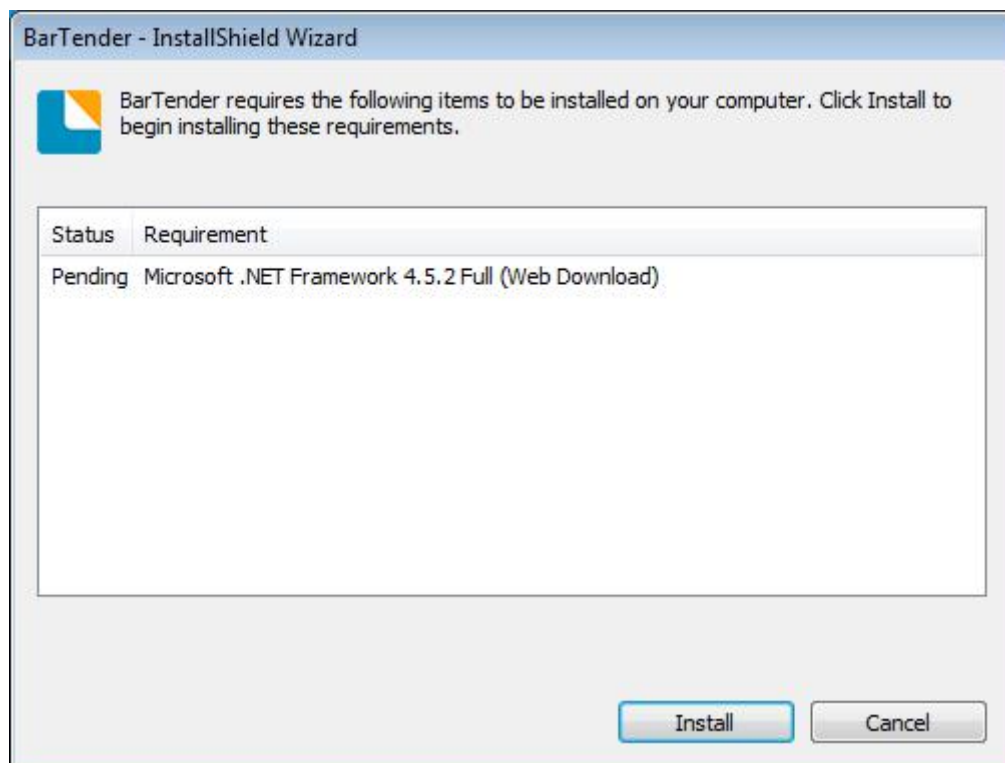 BarTender - InstallShield Wizard
BarTender requires the following items to be installed on your computer. Click Install to
begin installing these requirements.
Status Requirement
Pending Microsoft .NET Framework 4.5.2 Full (Web Download)
Install Cancel